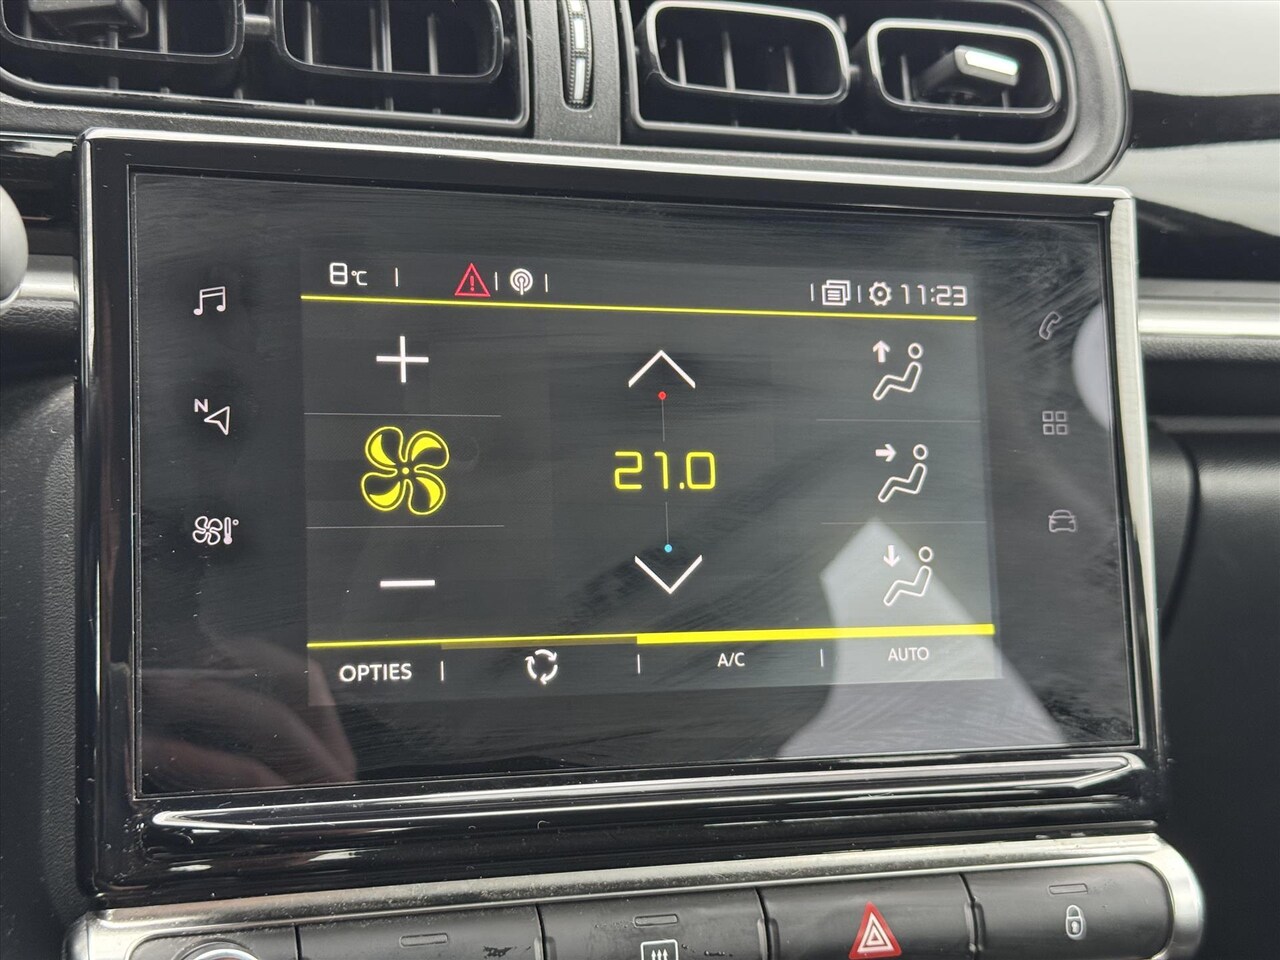 8°C
11:23
N
21.0
OPTIES
A/C
AUTO